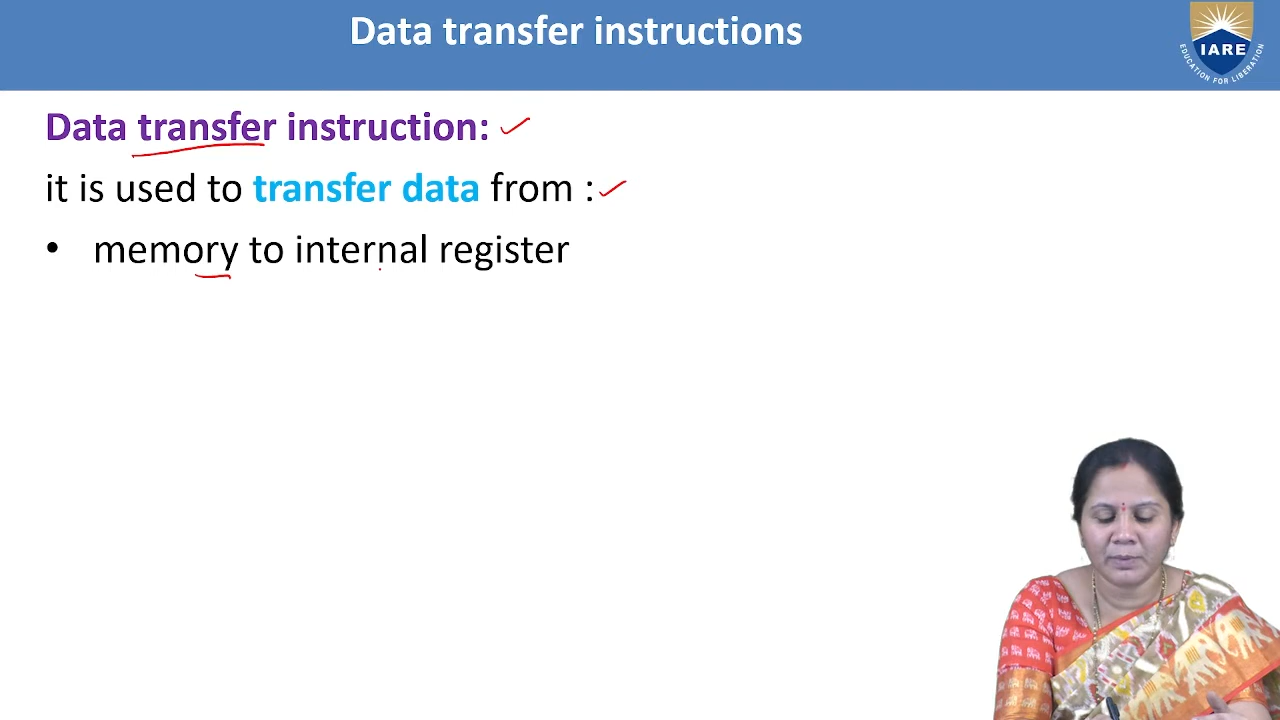 Data transfer instructions
IARE
EDUCATION FOR LIBERATION
Data transfer instruction:
it is used to transfer data from :
• memory to internal register